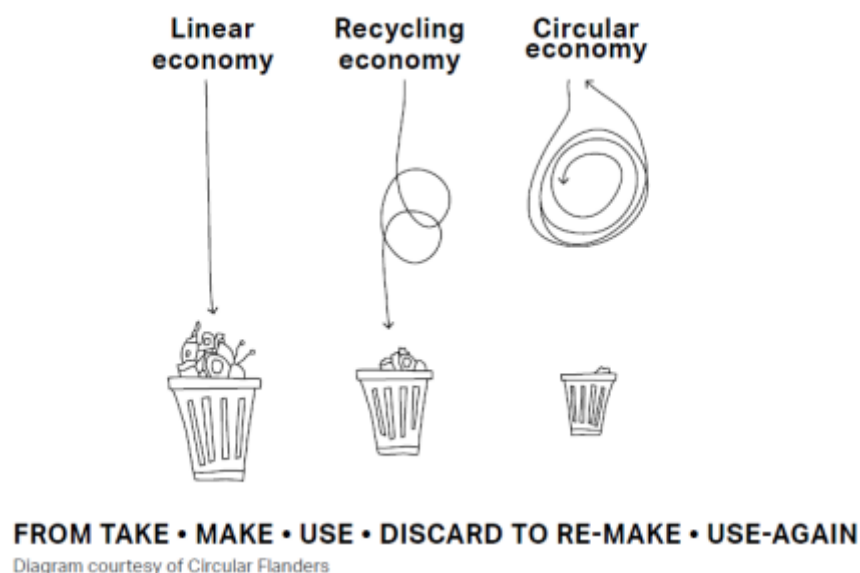 Linear
economy
Recycling
economy
Circular
economy
FROM TAKE • MAKE • USE • DISCARD TO RE-MAKE • USE-AGAIN
Diagram courtesy of Circular Flanders